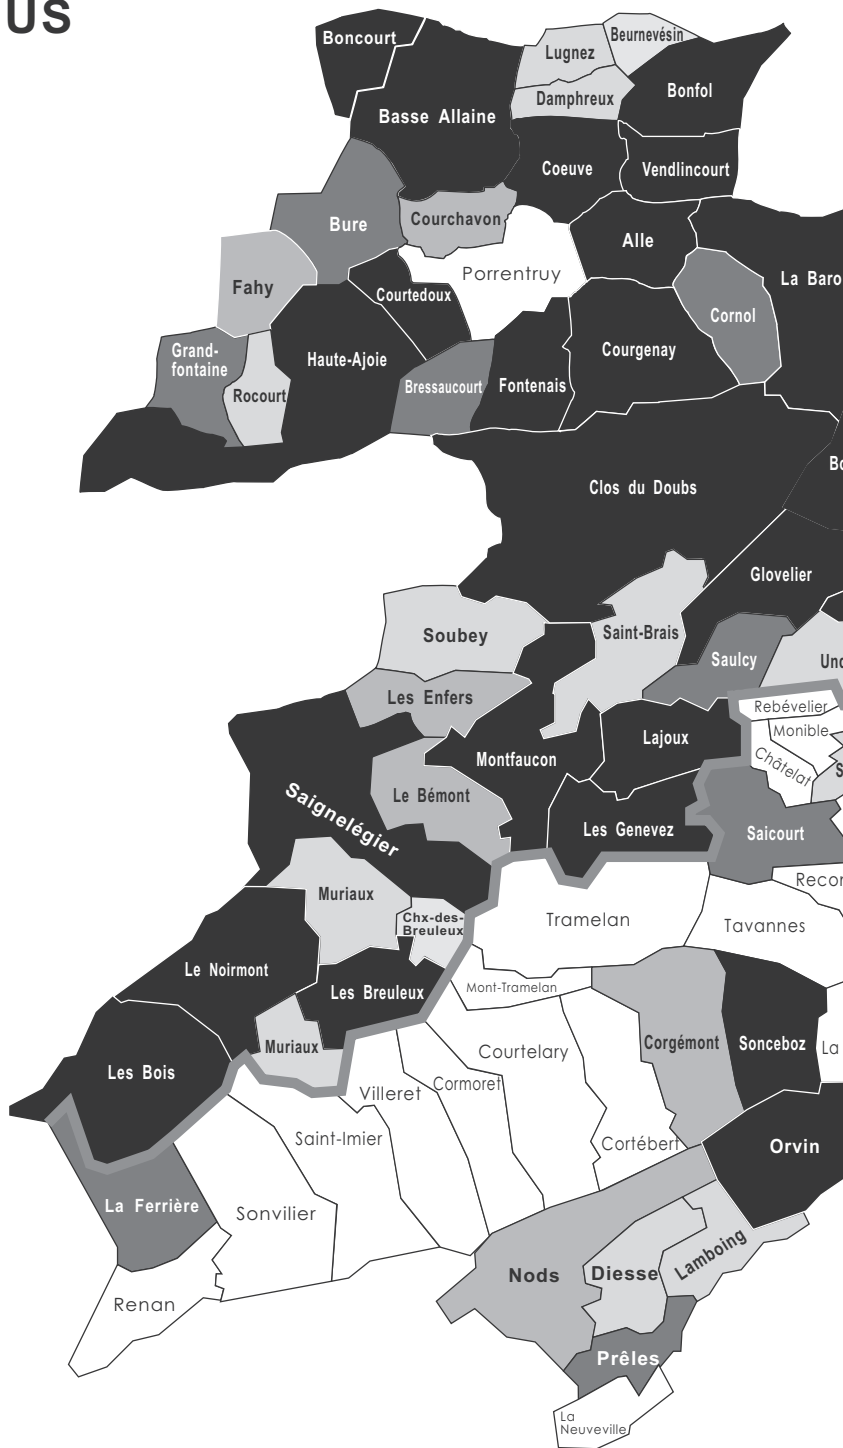 US
Boncourt
Lugnez
Beurnevésin
Basse Allaine
Damphreux
Bonfol
Coeuve
Vendlincourt
Bure
Courchavon
Alle
Porrentruy
La Baro
Fahy
Courtedoux
Cornol
Grand-
fontaine
Haute-Ajoie
Courgenay
Rocourt
Bressaucourt
Fontenais
Clos du Doubs
Bo
Glovelier
Soubey
Saint-Brais
Saulcy
Und
Les Enfers
Rebévelier
Monible
Lajoux
Montfaucon
Châtelat
S
Saignelégier
Le Bémont
Les Genevez
Saicourt
Recon
Muriaux
Chx-des-
Breuleux
Tramelan
Tavannes
Le Noirmont
Les Breuleux
Mont-Tramelan
Corgémont
Sonceboz
La
Muriaux
Courtelary
Les Bois
Villeret
Cormoret
Saint-Imier
Cortébert
Orvin
La Ferrière
Sonvilier
Lamboing
Nods
Diesse
Renan
Prêles
La
Neuveville